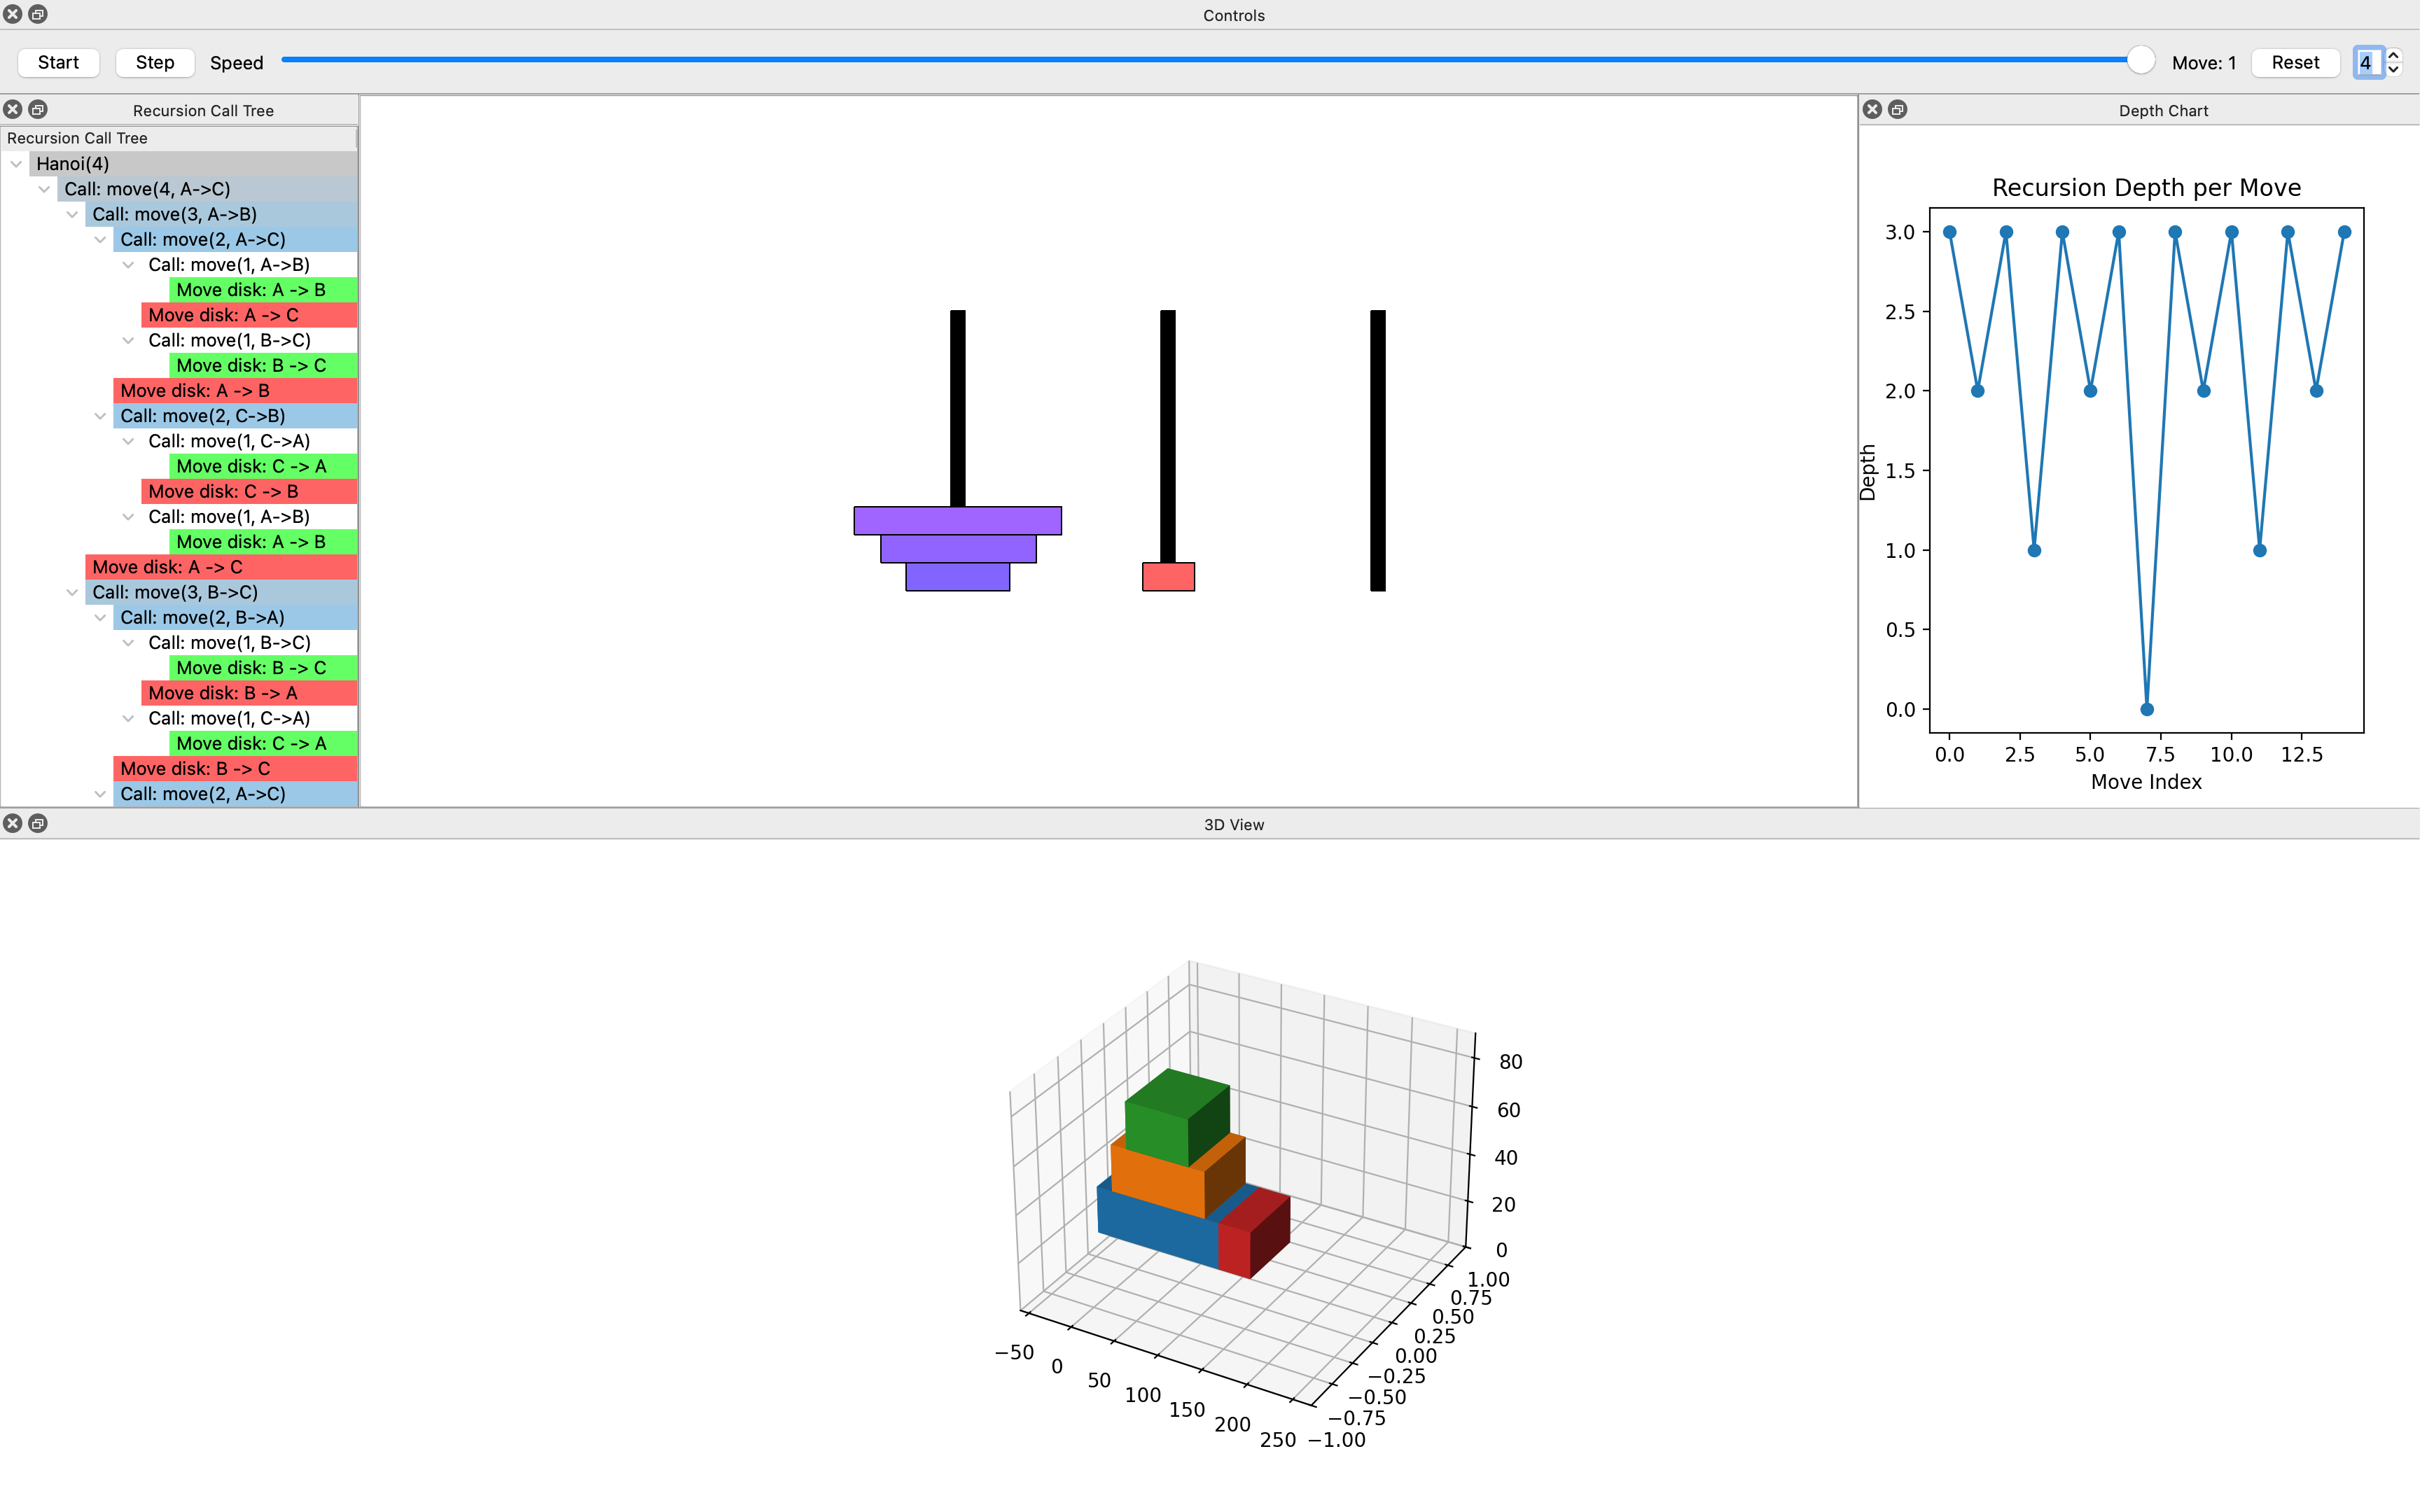 Controls
Start Step Speed Move: 1 Reset 4
Recursion Call Tree
Recursion Call Tree
Hanoi(4)
Call: move(4, A->C)
Call: move(3, A->B)
Call: move(2, A->C)
Call: move(1, A->B)
Move disk: A -> B
Move disk: A -> C
Call: move(1, B->C)
Move disk: B -> C
Move disk: A -> B
Call: move(2, C->B)
Call: move(1, C->A)
Move disk: C -> A
Move disk: C -> B
Call: move(1, A->B)
Move disk: A -> B
Move disk: A -> C
Call: move(3, B->C)
Call: move(2, B->A)
Call: move(1, B->C)
Move disk: B -> C
Move disk: B -> A
Call: move(1, C->A)
Move disk: C -> A
Move disk: B -> C
Call: move(2, A->C)
Depth Chart
Recursion Depth per Move
3.0
2.5
2.0
1.5
1.0
0.5
0.0
Depth
0.0 2.5 5.0 7.5 10.0 12.5
Move Index
3D View
80
60
40
20
0
1.00
0.75
0.50
0.25
0.00
−0.25
−0.50
−0.75
−1.00
−50
0
50
100
150
200
250